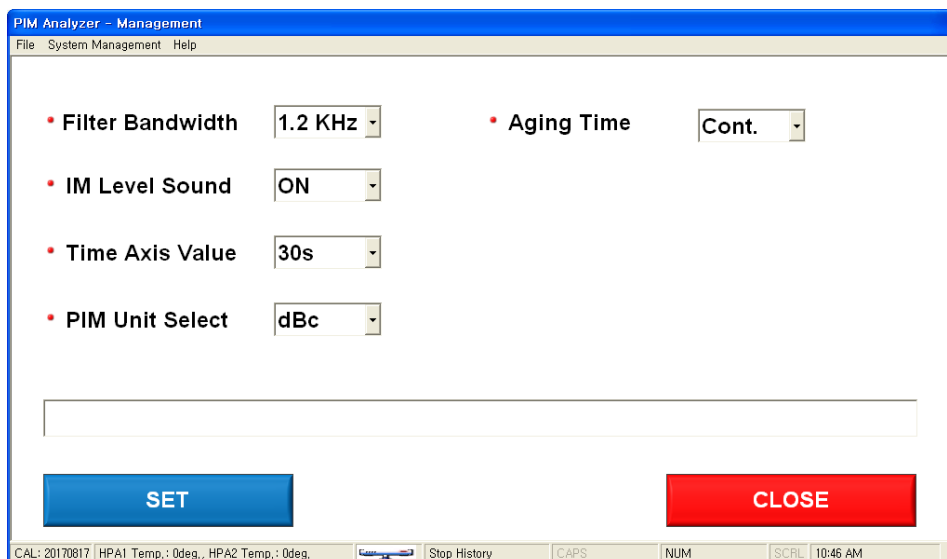 PIM Analyzer - Management
File System Management Help
Filter Bandwidth 1.2 KHz Aging Time Cont.
IM Level Sound ON
Time Axis Value 30s
PIM Unit Select dBc
SET CLOSE
CAL: 20170817 HPA1 Temp.: 0deg., HPA2 Temp.: 0deg. Stop History CAPS NUM SCRL 10:46 AM